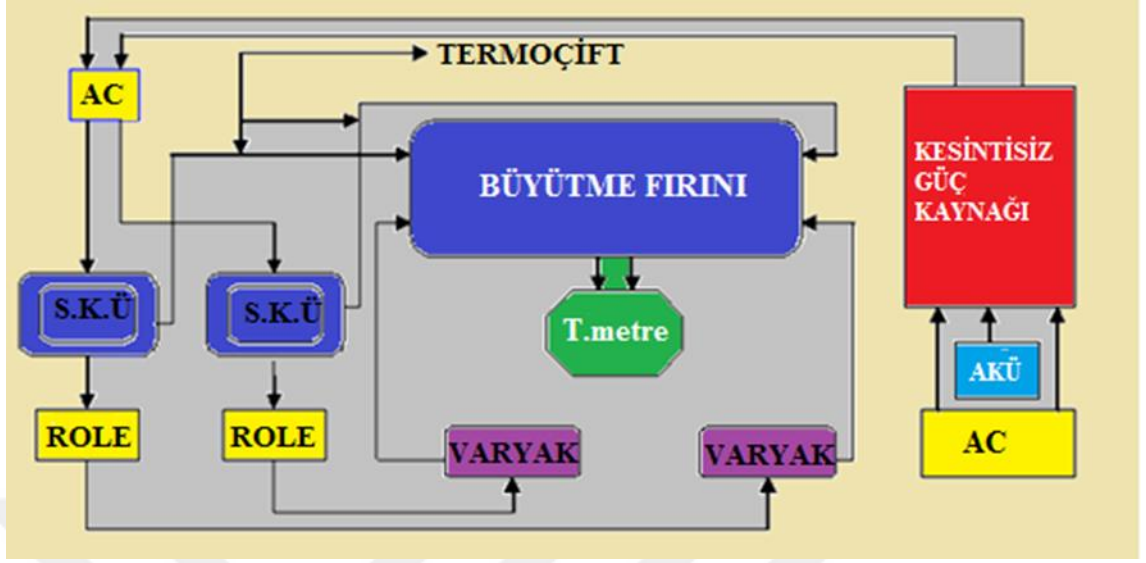 TERMOÇİFT
AC
BÜYÜTME FIRINI
KESİNTİSİZ
GÜÇ
KAYNAĞI
S.K.Ü
S.K.Ü
T.metre
AKÜ
ROLE
ROLE
VARYAK
VARYAK
AC